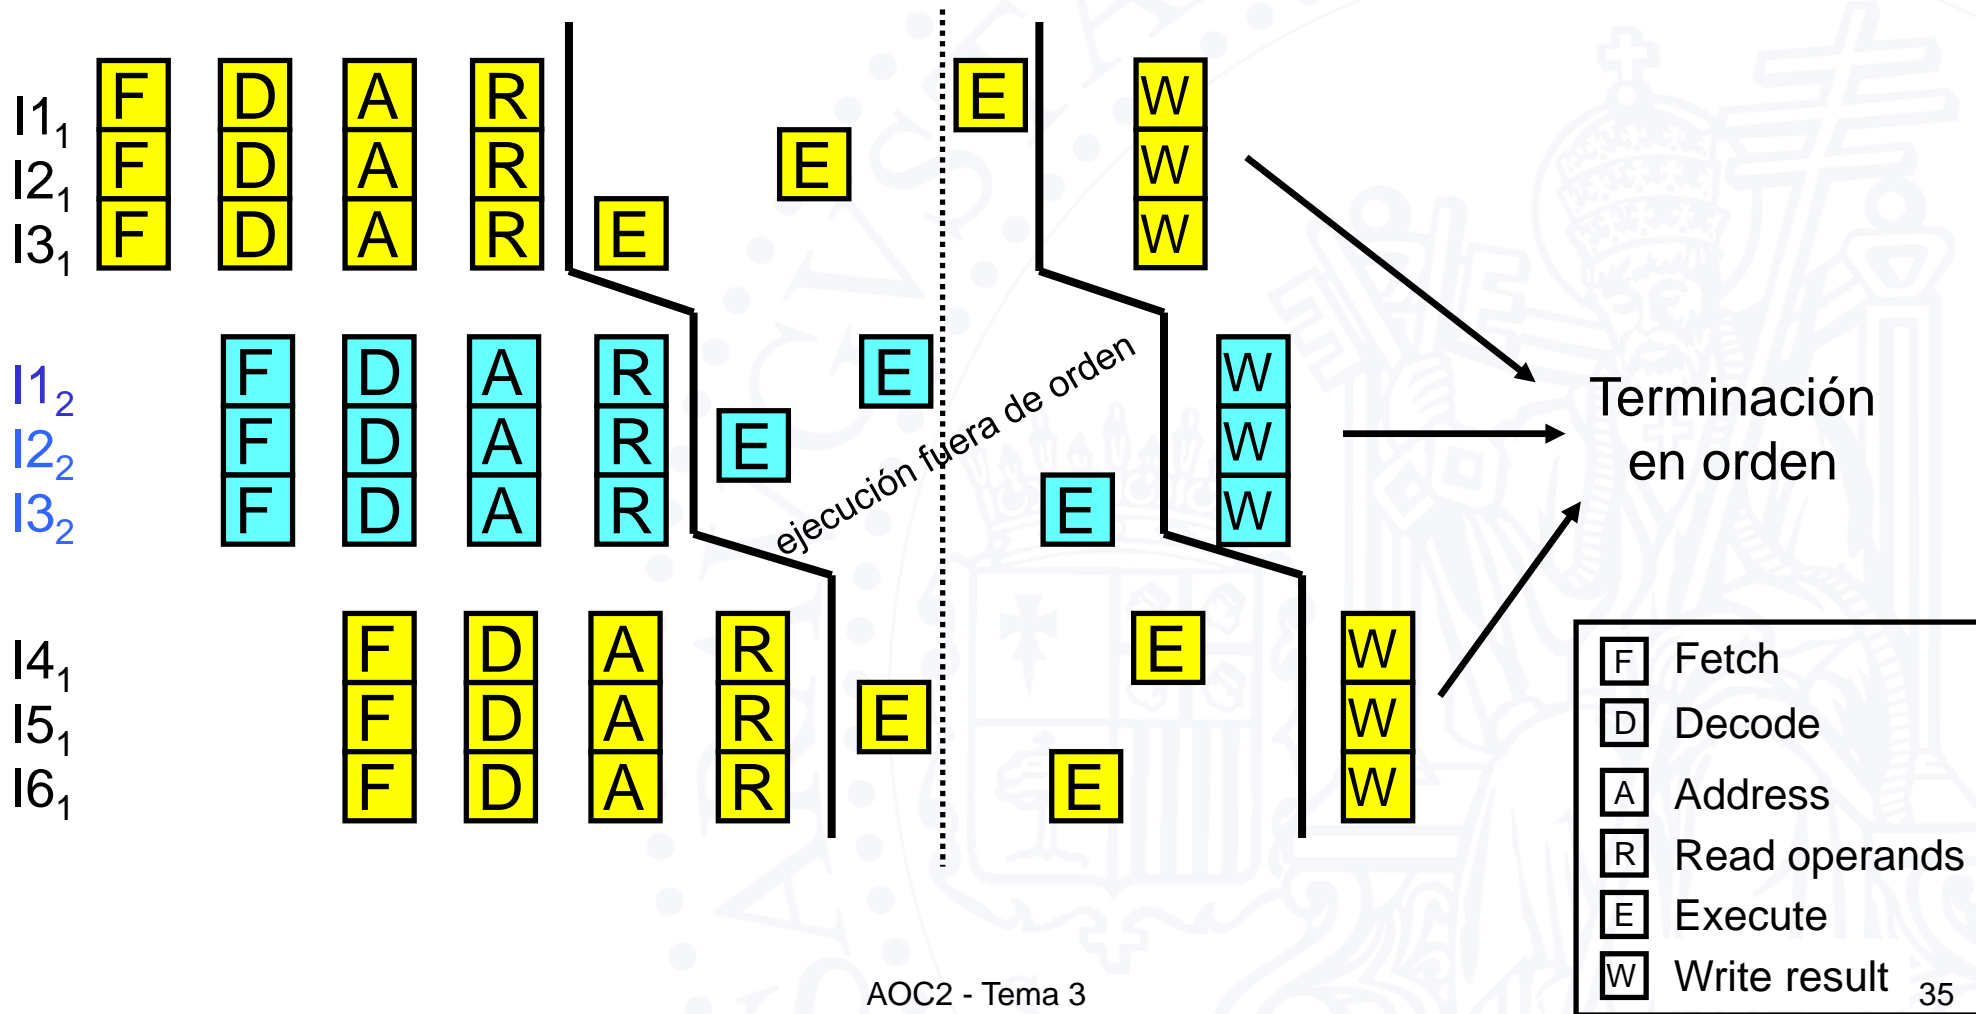 I1₁ F D A R E W
I2₁ F D A R E W
I3₁ F D A R E W
I1₂ F D A R E W
I2₂ F D A R E W
I3₂ F D A R E W
ejecución fuera de orden
I4₁ F D A R E W
I5₁ F D A R E W
I6₁ F D A R E W
Terminación
en orden
F Fetch
D Decode
A Address
R Read operands
E Execute
W Write result
AOC2 - Tema 3
35